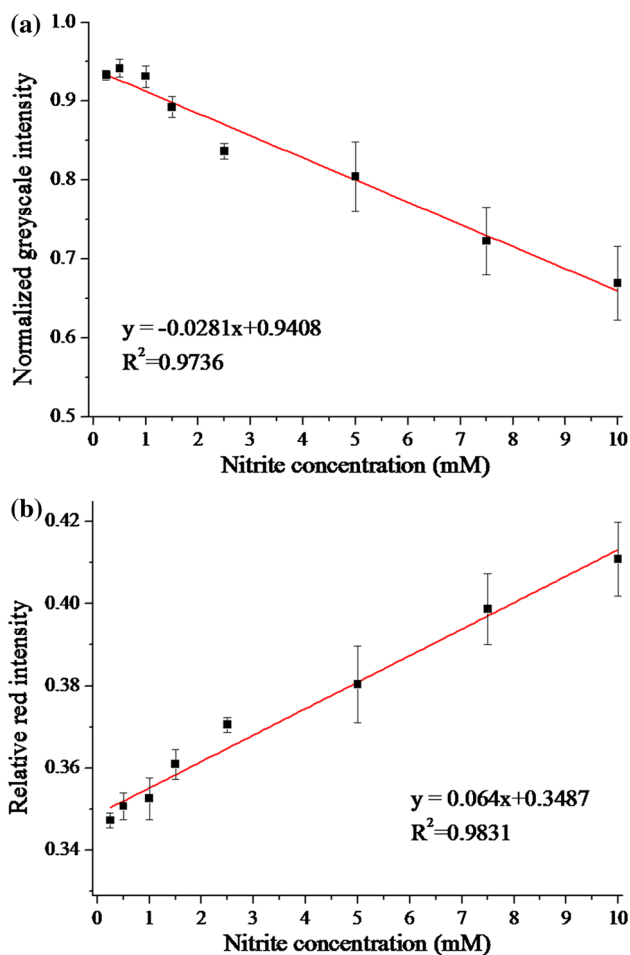 (a)
1.0
0.9
0.8
0.7
0.6
0.5
Normalized greyscale intensity
y = -0.0281x+0.9408
R²=0.9736
0 1 2 3 4 5 6 7 8 9 10
Nitrite concentration (mM)
(b)
0.42
0.40
0.38
0.36
0.34
Relative red intensity
y = 0.064x+0.3487
R²=0.9831
0 1 2 3 4 5 6 7 8 9 10
Nitrite concentration (mM)